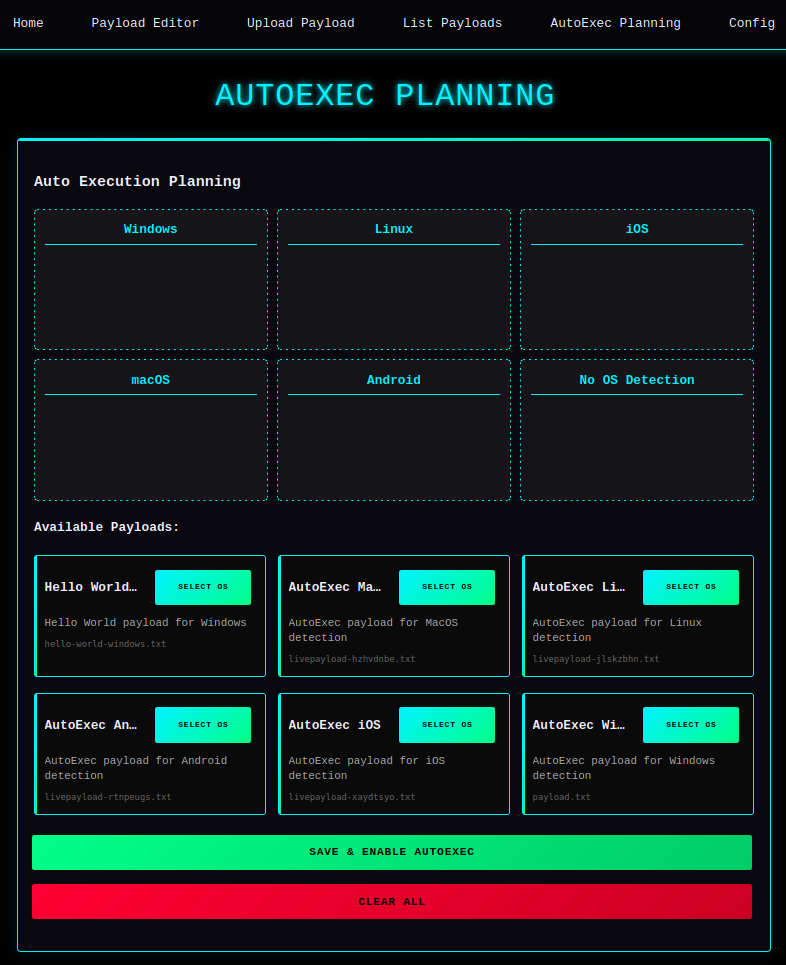 Home Payload Editor Upload Payload List Payloads AutoExec Planning Config
AUTOEXEC PLANNING
Auto Execution Planning
Windows Linux iOS
macOS Android No OS Detection
Available Payloads:
Hello World…
SELECT OS
Hello World payload for Windows
hello-world-windows.txt
AutoExec Ma…
SELECT OS
AutoExec payload for MacOS
detection
livepayload-hzhvdnbe.txt
AutoExec Li…
SELECT OS
AutoExec payload for Linux
detection
livepayload-jlskzbhn.txt
AutoExec An…
SELECT OS
AutoExec payload for Android
detection
livepayload-rtnpeugs.txt
AutoExec iOS
SELECT OS
AutoExec payload for iOS
detection
livepayload-xaydtsyo.txt
AutoExec Wi…
SELECT OS
AutoExec payload for Windows
detection
payload.txt
SAVE & ENABLE AUTOEXEC
CLEAR ALL